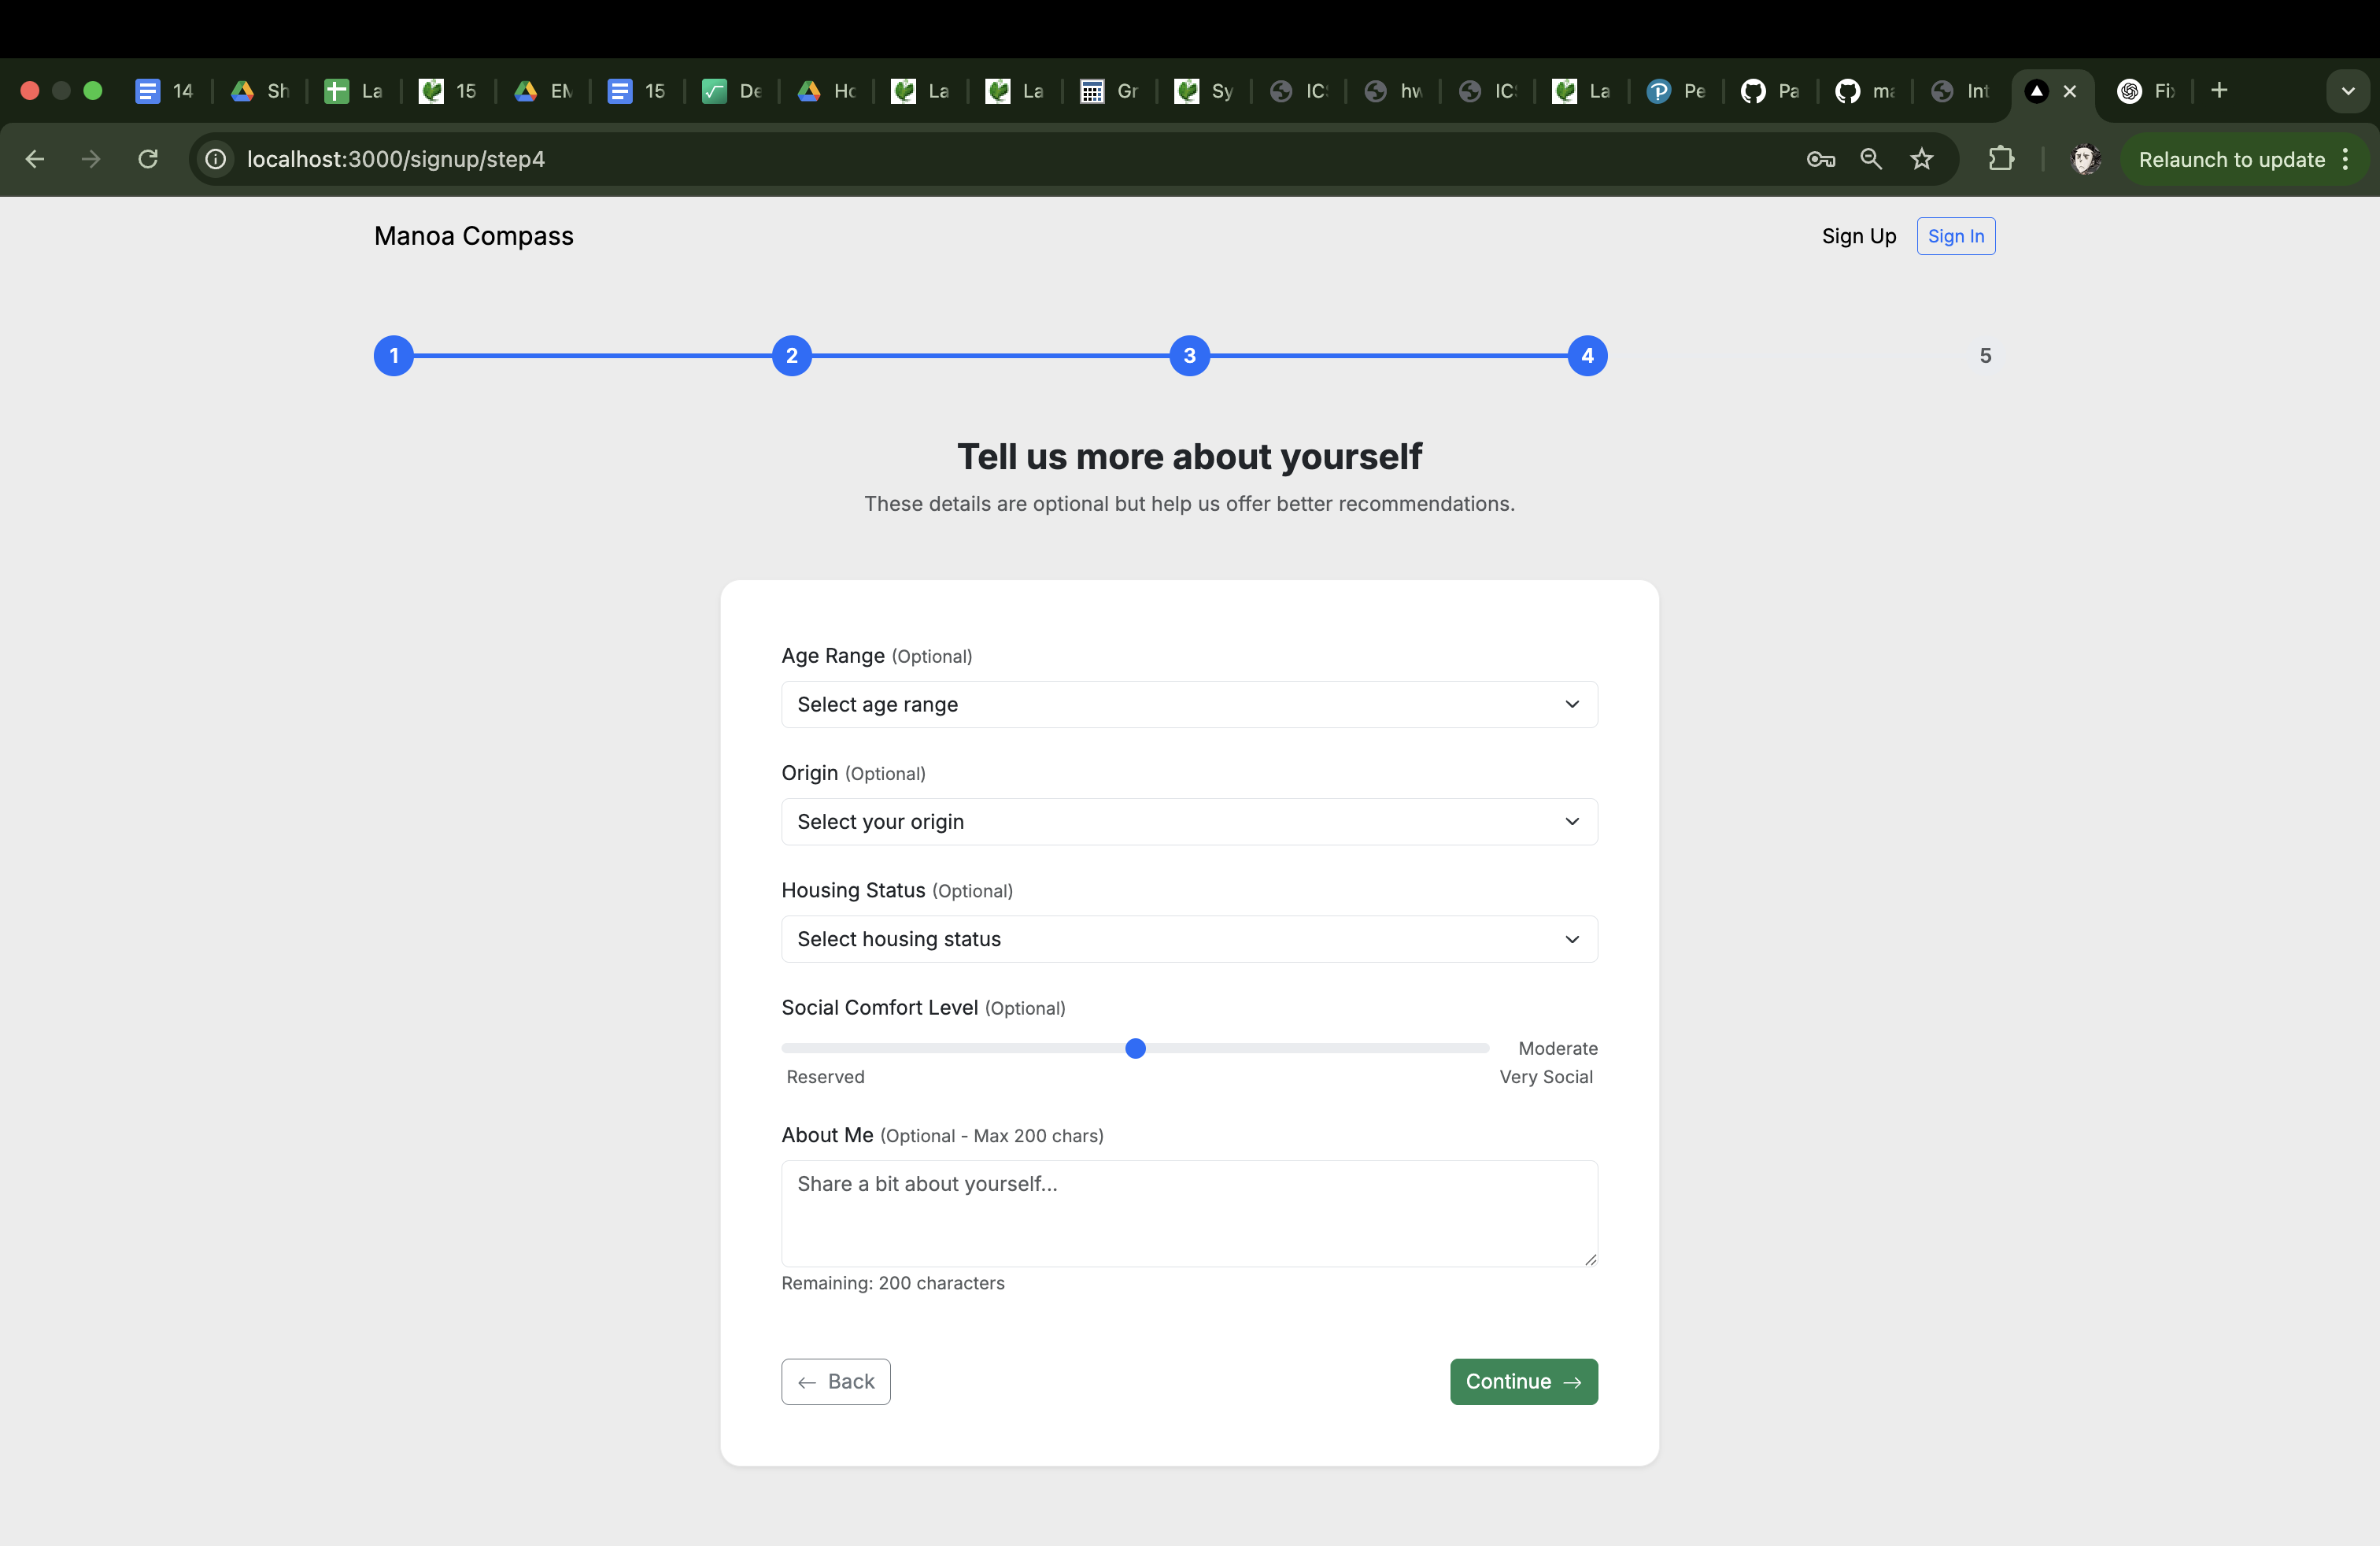 14
Sh
La
15
EM
15
De
Ho
La
La
Gr
Sy
IC
hw
IC
La
Pe
Pa
ma
Int
Fix
localhost:3000/signup/step4
Relaunch to update
Manoa Compass
Sign Up
Sign In
1
2
3
4
5
Tell us more about yourself
These details are optional but help us offer better recommendations.
Age Range (Optional)
Select age range
Origin (Optional)
Select your origin
Housing Status (Optional)
Select housing status
Social Comfort Level (Optional)
Moderate
Reserved
Very Social
About Me (Optional - Max 200 chars)
Share a bit about yourself...
Remaining: 200 characters
← Back
Continue →